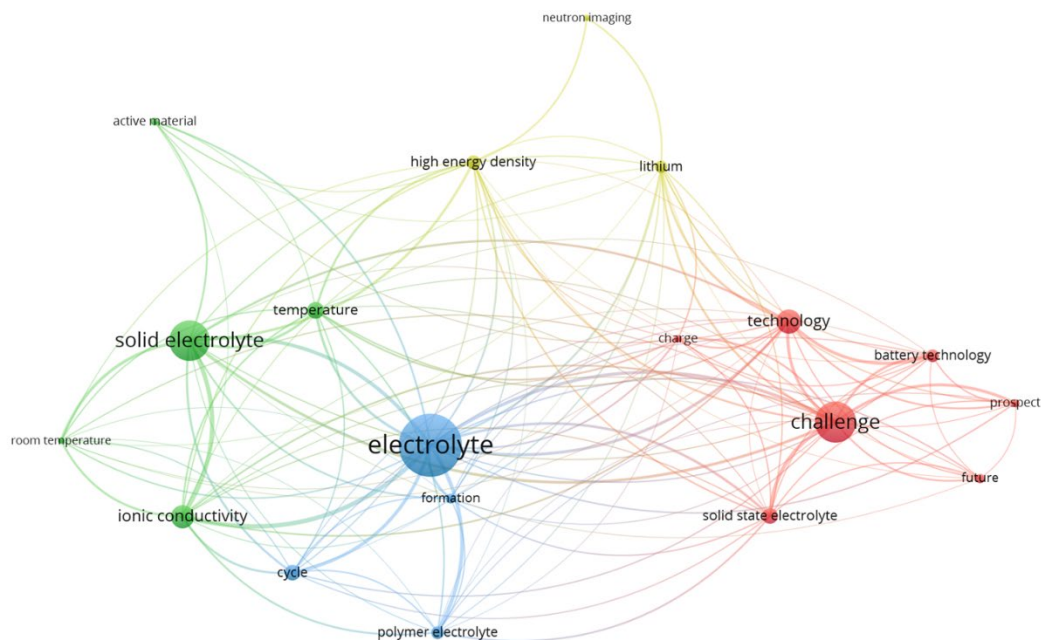 neutron imaging
active material
high energy density
lithium
temperature
technology
solid electrolyte
charge
battery technology
prospect
challenge
room temperature
electrolyte
future
formation
ionic conductivity
solid state electrolyte
cycle
polymer electrolyte